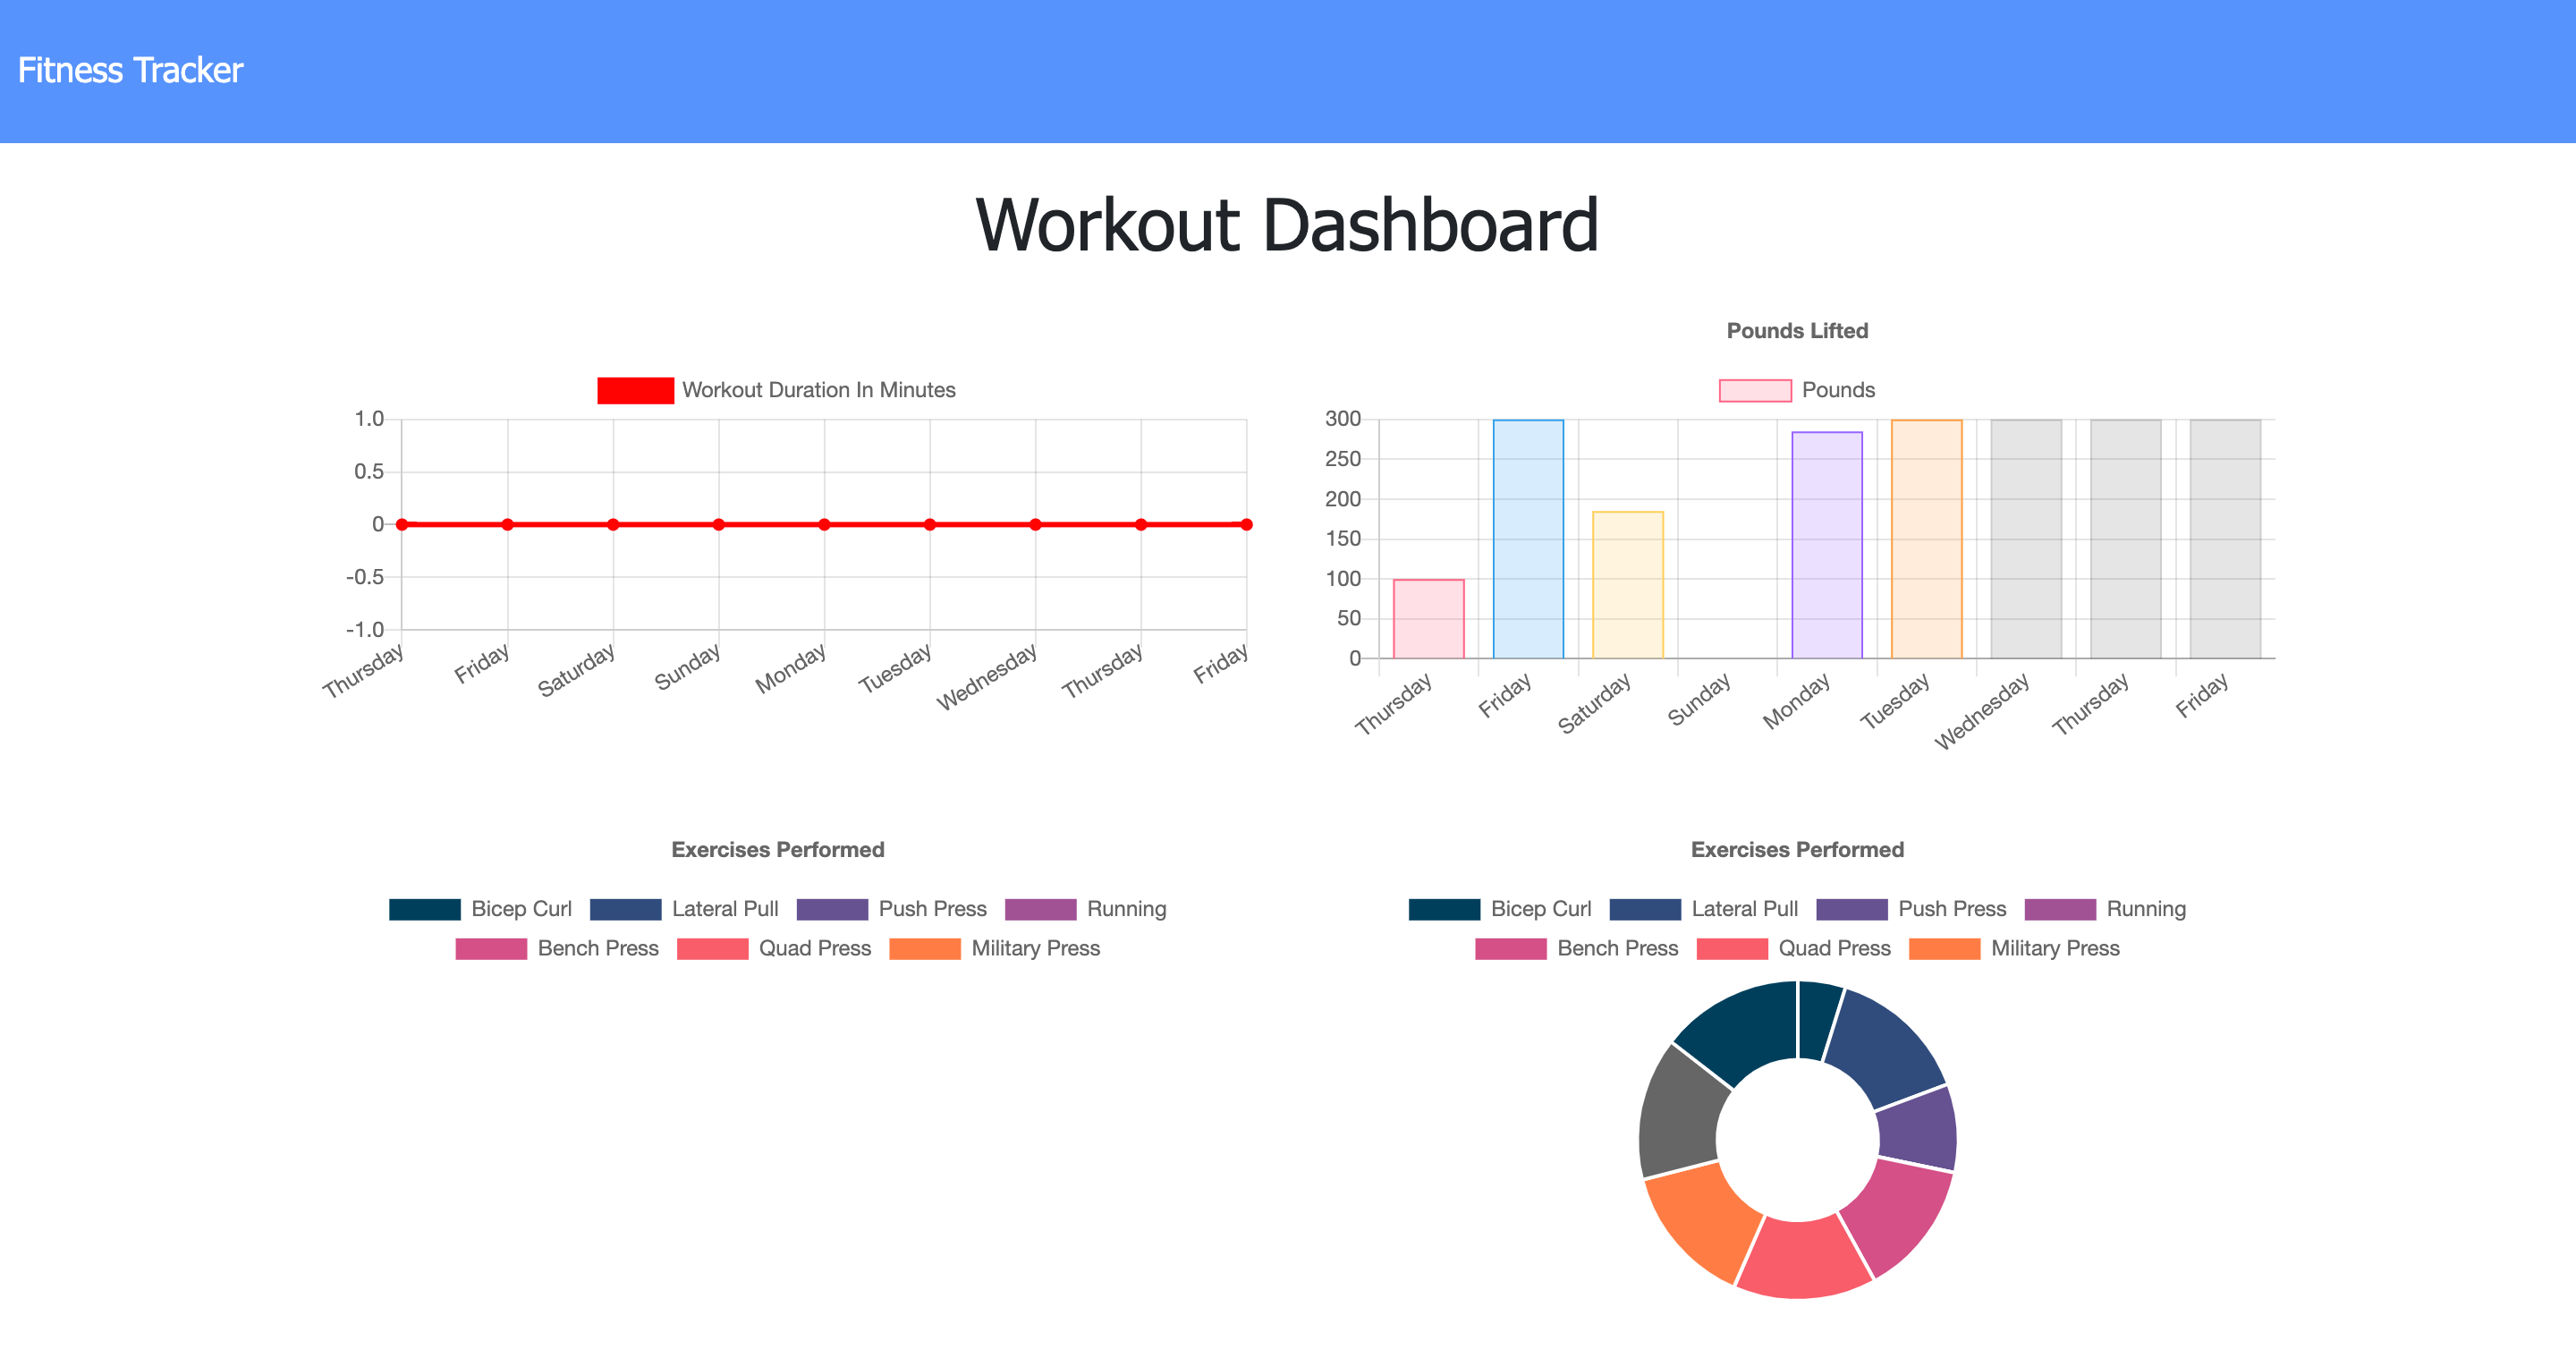 Fitness Tracker
Workout Dashboard
Workout Duration In Minutes
1.0
0.5
0
-0.5
-1.0
Thursday Friday Saturday Sunday Monday Tuesday Wednesday Thursday Friday
Pounds Lifted
Pounds
300
250
200
150
100
50
0
Thursday Friday Saturday Sunday Monday Tuesday Wednesday Thursday Friday
Exercises Performed
Bicep Curl Lateral Pull Push Press Running
Bench Press Quad Press Military Press
Exercises Performed
Bicep Curl Lateral Pull Push Press Running
Bench Press Quad Press Military Press